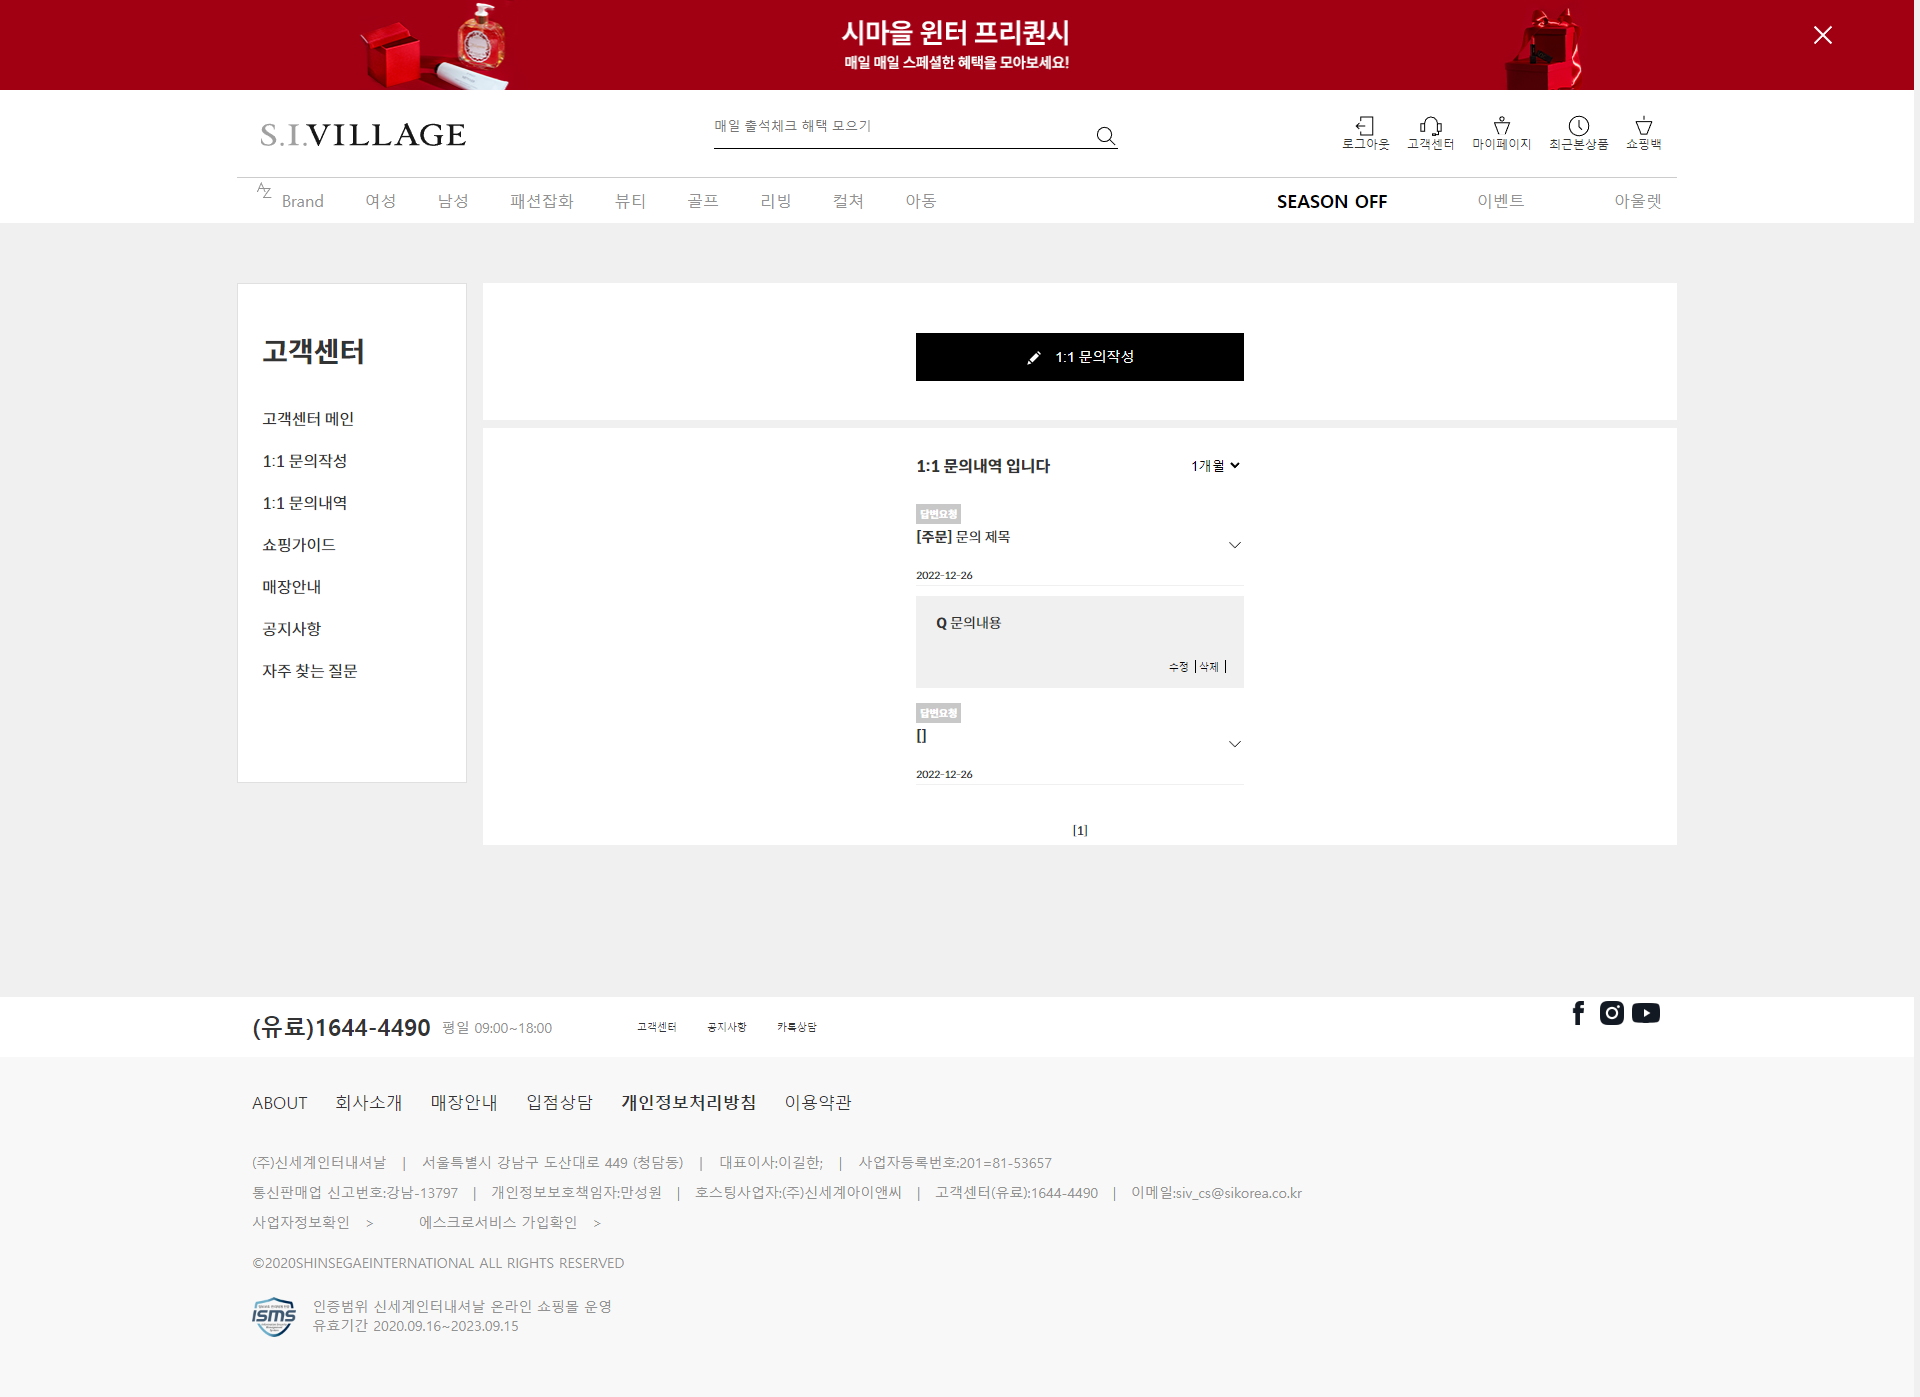 시마을 윈터 프리퀀시
매일 매일 스페셜한 혜택을 모아보세요!
S.I.VILLAGE
매일 출석체크 해택 모으기
로그아웃 고객센터 마이페이지 최근본상품 쇼핑백
AZ Brand 여성 남성 패션잡화 뷰티 골프 리빙 컬쳐 아동 SEASON OFF 이벤트 아울렛
고객센터
고객센터 메인
1:1 문의작성
1:1 문의내역
쇼핑가이드
매장안내
공지사항
자주 찾는 질문
1:1 문의작성
1:1 문의내역 입니다 1개월
답변요청
[주문] 문의 제목
2022-12-26
Q 문의내용
수정 | 삭제 |
답변요청
[]
2022-12-26
[1]
(유료)1644-4490 평일 09:00~18:00 고객센터 공지사항 카톡상담
ABOUT 회사소개 매장안내 입점상담 개인정보처리방침 이용약관
(주)신세계인터내셔날 | 서울특별시 강남구 도산대로 449 (청담동) | 대표이사:이길한; | 사업자등록번호:201=81-53657
통신판매업 신고번호:강남-13797 | 개인정보보호책임자:만성원 | 호스팅사업자:(주)신세계아이앤씨 | 고객센터(유료):1644-4490 | 이메일:siv_cs@sikorea.co.kr
사업자정보확인 > 에스크로서비스 가입확인 >
©2020SHINSEGAEINTERNATIONAL ALL RIGHTS RESERVED
ISMS
인증범위 신세계인터내셔날 온라인 쇼핑몰 운영
유효기간 2020.09.16~2023.09.15